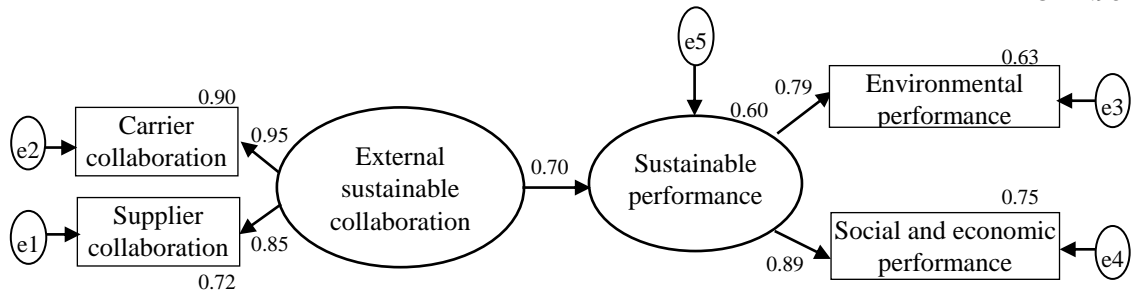 e5
0.63
0.90
0.79
Environmental
performance
e3
0.60
Carrier
collaboration
0.95
e2
External
sustainable
collaboration
0.70
Sustainable
performance
Supplier
collaboration
0.85
e1
0.72
0.75
Social and economic
performance
0.89
e4